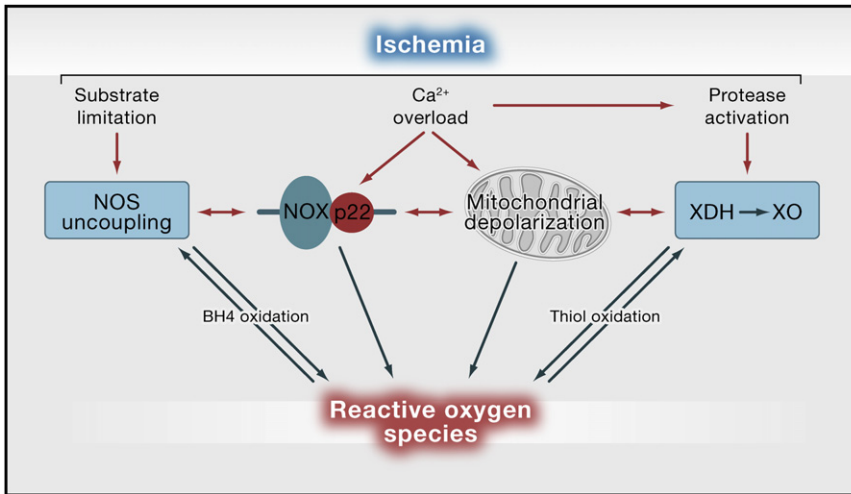 Ischemia
Substrate
limitation
Ca²⁺
overload
Protease
activation
NOS
uncoupling
NOX p22
Mitochondrial
depolarization
XDH → XO
BH4 oxidation
Thiol oxidation
Reactive oxygen
species